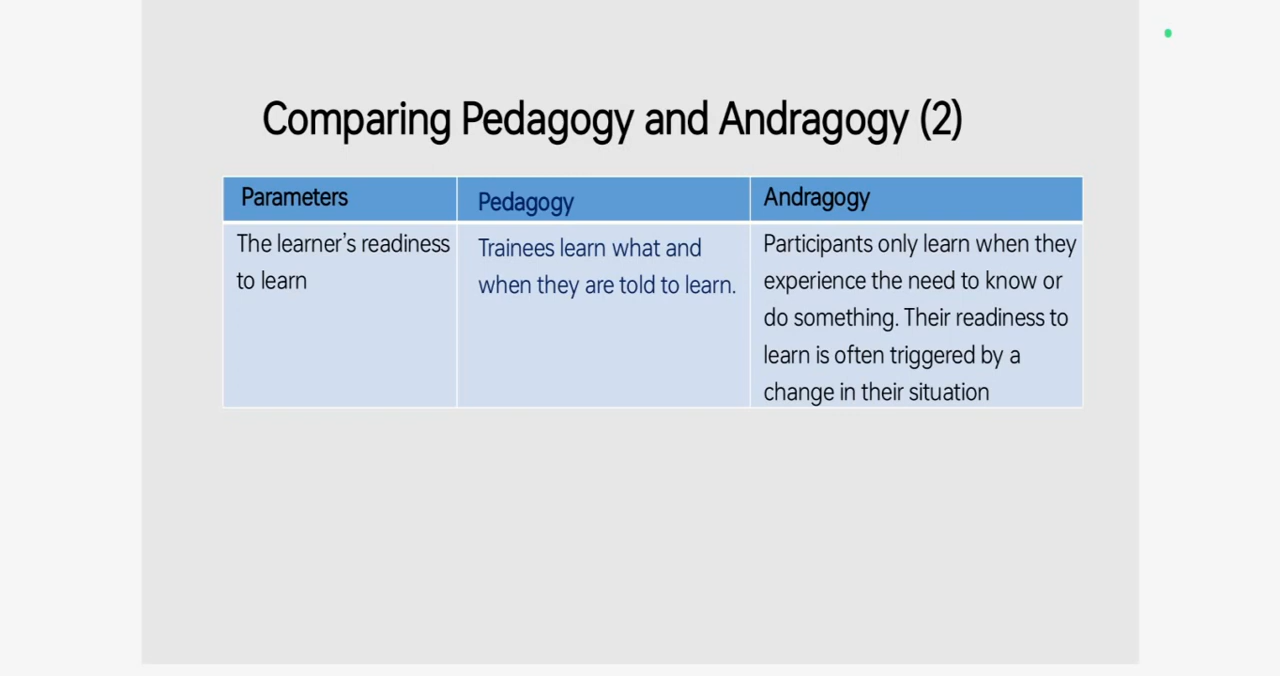 Comparing Pedagogy and Andragogy (2)
Parameters
Pedagogy
Andragogy
The learner's readiness
to learn
Trainees learn what and
when they are told to learn.
Participants only learn when they
experience the need to know or
do something. Their readiness to
learn is often triggered by a
change in their situation